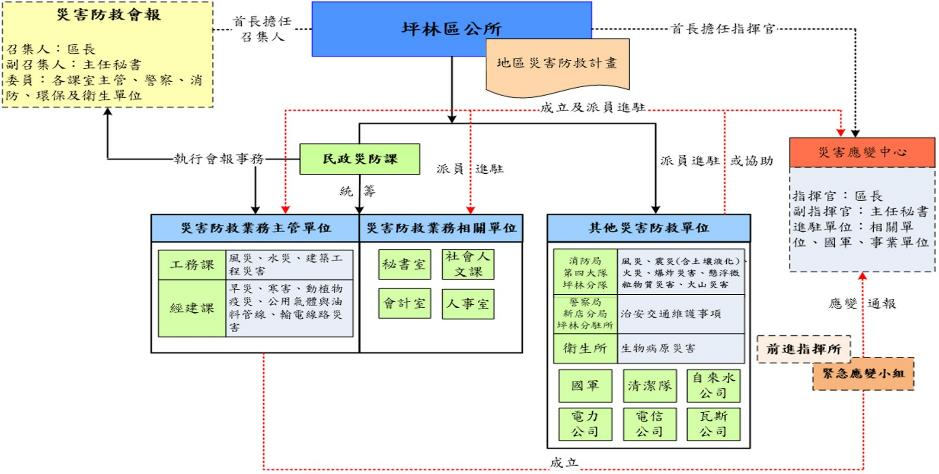 災害防救會報
召集人：區長
副召集人：主任秘書
委員：各課室主管、警察、消
防、環保及衛生單位
首長擔任
召集人
坪林區公所
首長擔任指揮官
地區災害防救計畫
成立及派員進駐
執行會報事務
民政災防課
派員進駐
派員進駐或協助
統籌
災害應變中心
指揮官：區長
副指揮官：主任秘書
進駐單位：相關單
位、國軍、事業單位
災害防救業務主管單位
工務課
風災、水災、建築工
程災害
經建課
旱災、寒害、動植物
疫災、公用氣體與油
料管線、輸電線路災
害
災害防救業務相關單位
秘書室
社會人
文課
會計室
人事室
其他災害防救單位
消防局
第四大隊
坪林分隊
風災、震災(含土壤液化)、
火災、爆炸災害、懸浮微
粒物質災害、火山災害
警察局
新店分局
坪林分駐所
治安交通維護事項
衛生所
生物病原災害
國軍
清潔隊
自來水
公司
電力
公司
電信
公司
瓦斯
公司
應變通報
前進指揮所
緊急應變小組
成立